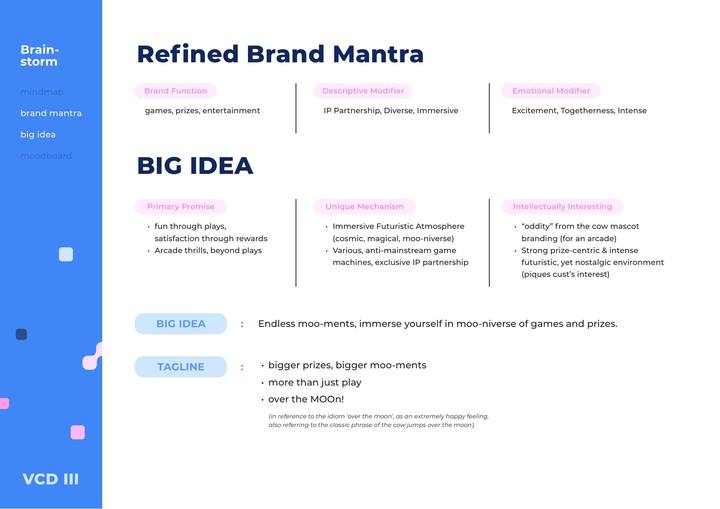 Brain-
storm
mindmap
brand mantra
big idea
moodboard
VCD III
Refined Brand Mantra
Brand Function
games, prizes, entertainment
Descriptive Modifier
IP Partnership, Diverse, Immersive
Emotional Modifier
Excitement, Togetherness, Intense
BIG IDEA
Primary Promise
• fun through plays,
satisfaction through rewards
• Arcade thrills, beyond plays
Unique Mechanism
• Immersive Futuristic Atmosphere
(cosmic, magical, moo-niverse)
• Various, anti-mainstream game
machines, exclusive IP partnership
Intellectually Interesting
• “oddity” from the cow mascot
branding (for an arcade)
• Strong prize-centric & intense
futuristic, yet nostalgic environment
(piques cust’s interest)
BIG IDEA : Endless moo-ments, immerse yourself in moo-niverse of games and prizes.
TAGLINE : • bigger prizes, bigger moo-ments
• more than just play
• over the MOOn!
(in reference to the idiom ‘over the moon’, as an extremely happy feeling,
also referring to the classic phrase of the cow jumps over the moon).